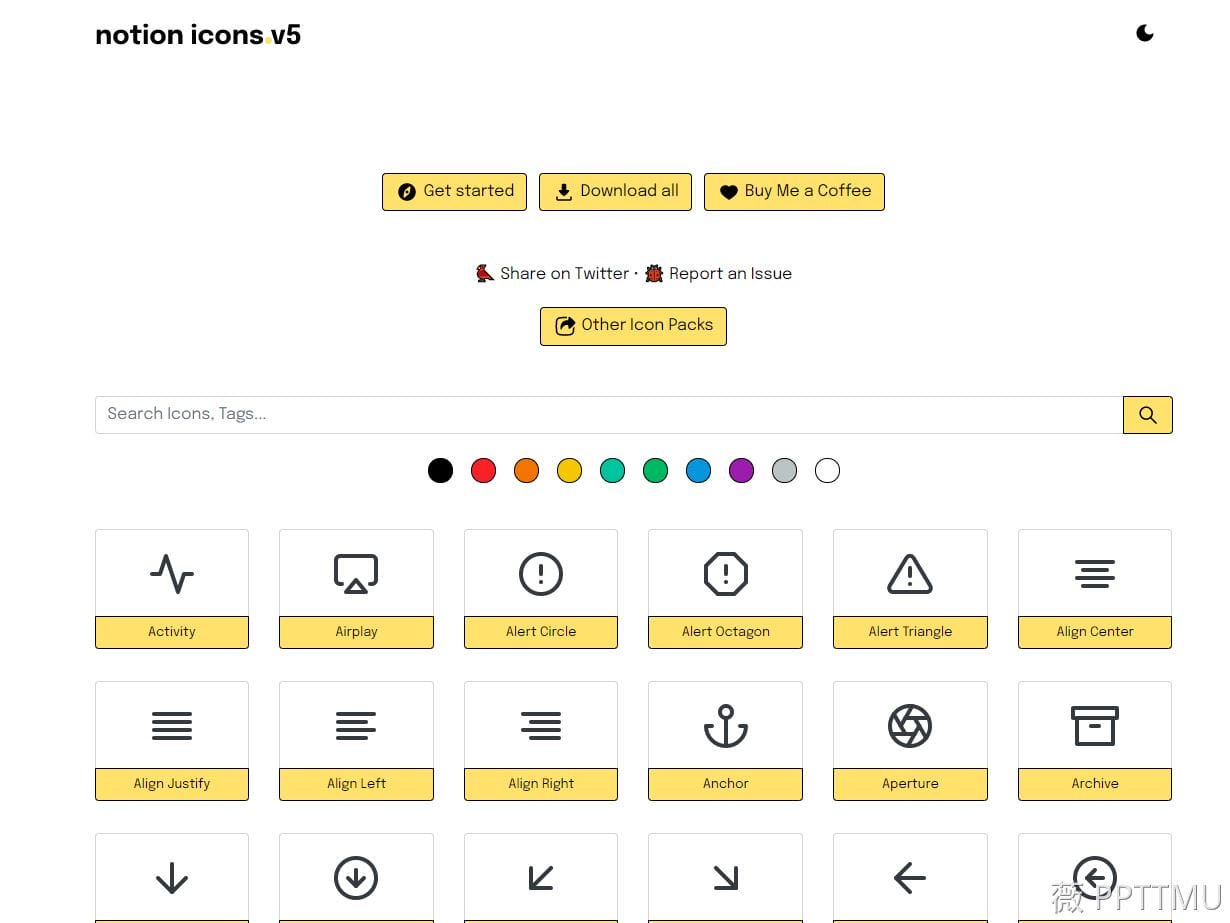 notion icons.v5
Get started Download all Buy Me a Coffee
Share on Twitter · Report an Issue
Other Icon Packs
Search Icons, Tags...
Activity Airplay Alert Circle Alert Octagon Alert Triangle Align Center
Align Justify Align Left Align Right Anchor Aperture Archive
薇 PPTTMU